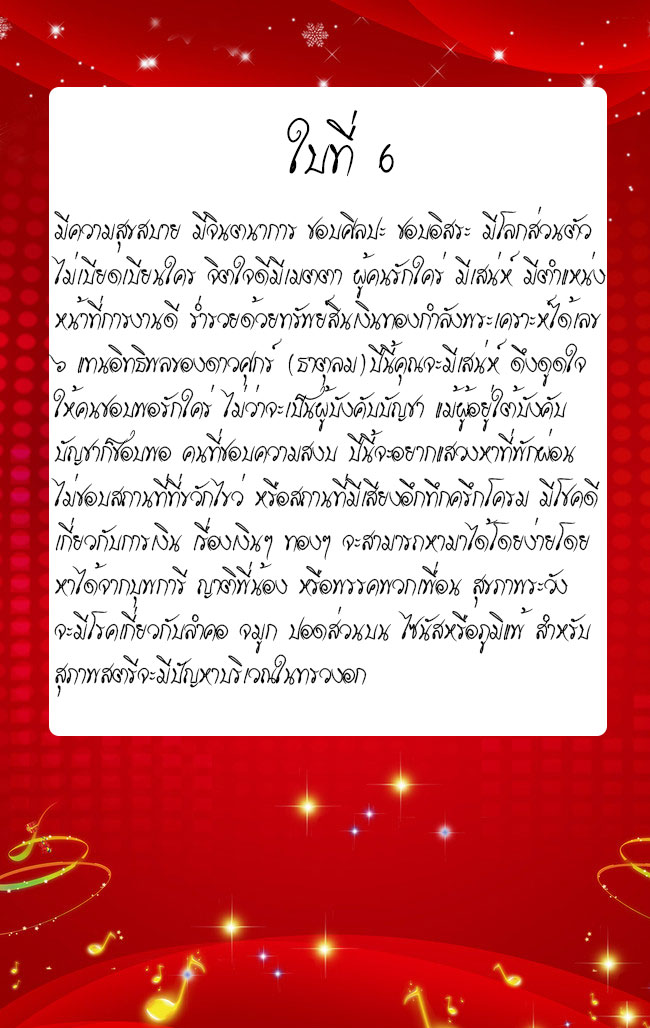 ใบที่ 6
มีความสุขสบาย มีจินตนาการ ชอบศิลปะ ชอบอิสระ มีโลกส่วนตัว
ไม่เบียดเบียนใคร จิตใจดีมีเมตตา ผู้คนรักใคร่ มีเสน่ห์ มีตำแหน่ง
หน้าที่การงานดี ร่ำรวยด้วยทรัพย์สินเงินทองกำลังพระเคราะห์ได้เลข
๖ แทนอิทธิพลของดาวศุกร์ (ธาตุลม) ปีนี้คุณจะมีเสน่ห์ ดึงดูดใจ
ให้คนชอบพอรักใคร่ ไม่ว่าจะเป็นผู้บังคับบัญชา แม้ผู้อยู่ใต้บังคับ
บัญชาก็ชอบพอ คนที่ชอบความสงบ ปีนี้จะอยากแสวงหาที่พักผ่อน
ไม่ชอบสถานที่ที่ขวักไขว่ หรือสถานที่มีเสียงอึกทึกครึกโครม มีโชคดี
เกี่ยวกับการเงิน เรื่องเงินๆ ทองๆ จะสามารถหามาได้โดยง่ายโดย
หาได้จากบุพการี ญาติพี่น้อง หรือพรรคพวกเพื่อน สุขภาพระวัง
จะมีโรคเกี่ยวกับลำคอ จมูก ปอดส่วนบน ไซนัสหรือภูมิแพ้ สำหรับ
สุภาพสตรีจะมีปัญหาบริเวณในทรวงอก